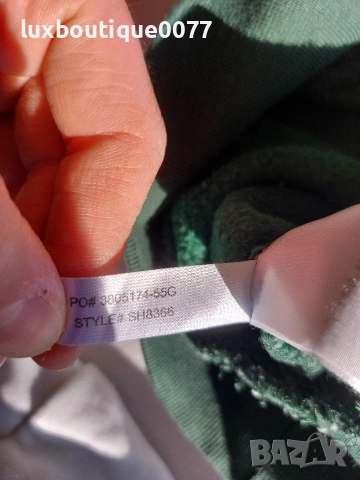 luxboutique0077
PO# 3805174-55G
STYLE# SH8366
BAZAR